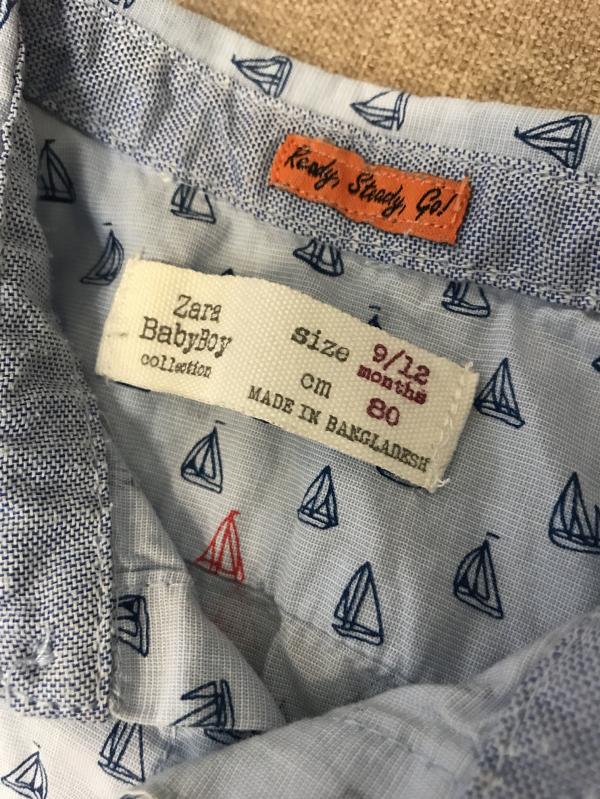 Ready, Steady, Go!
Zara
BabyBoy
collection
size 9/12
months
cm 80
MADE IN BANGLADESH